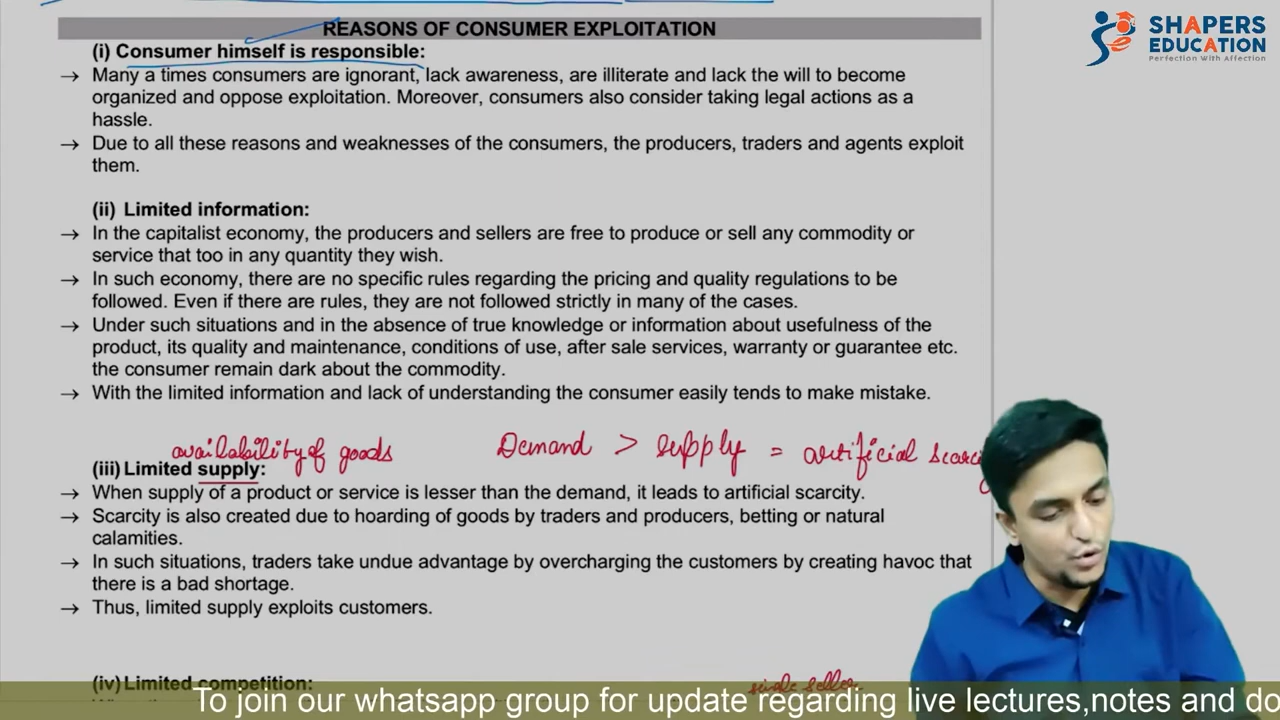 REASONS OF CONSUMER EXPLOITATION
SHAPERS
EDUCATION
Perfection With Affection
(i) Consumer himself is responsible:
→ Many a times consumers are ignorant, lack awareness, are illiterate and lack the will to become
organized and oppose exploitation. Moreover, consumers also consider taking legal actions as a
hassle.
→ Due to all these reasons and weaknesses of the consumers, the producers, traders and agents exploit
them.
(ii) Limited information:
→ In the capitalist economy, the producers and sellers are free to produce or sell any commodity or
service that too in any quantity they wish.
→ In such economy, there are no specific rules regarding the pricing and quality regulations to be
followed. Even if there are rules, they are not followed strictly in many of the cases.
→ Under such situations and in the absence of true knowledge or information about usefulness of the
product, its quality and maintenance, conditions of use, after sale services, warranty or guarantee etc.
the consumer remain dark about the commodity.
→ With the limited information and lack of understanding the consumer easily tends to make mistake.
availability of goods Demand > supply = artificial
(iii) Limited supply:
→ When supply of a product or service is lesser than the demand, it leads to artificial scarcity.
→ Scarcity is also created due to hoarding of goods by traders and producers, betting or natural
calamities.
→ In such situations, traders take undue advantage by overcharging the customers by creating havoc that
there is a bad shortage.
→ Thus, limited supply exploits customers.
(iv) Limited competition:
single seller
To join our whatsapp group for update regarding live lectures,notes and do